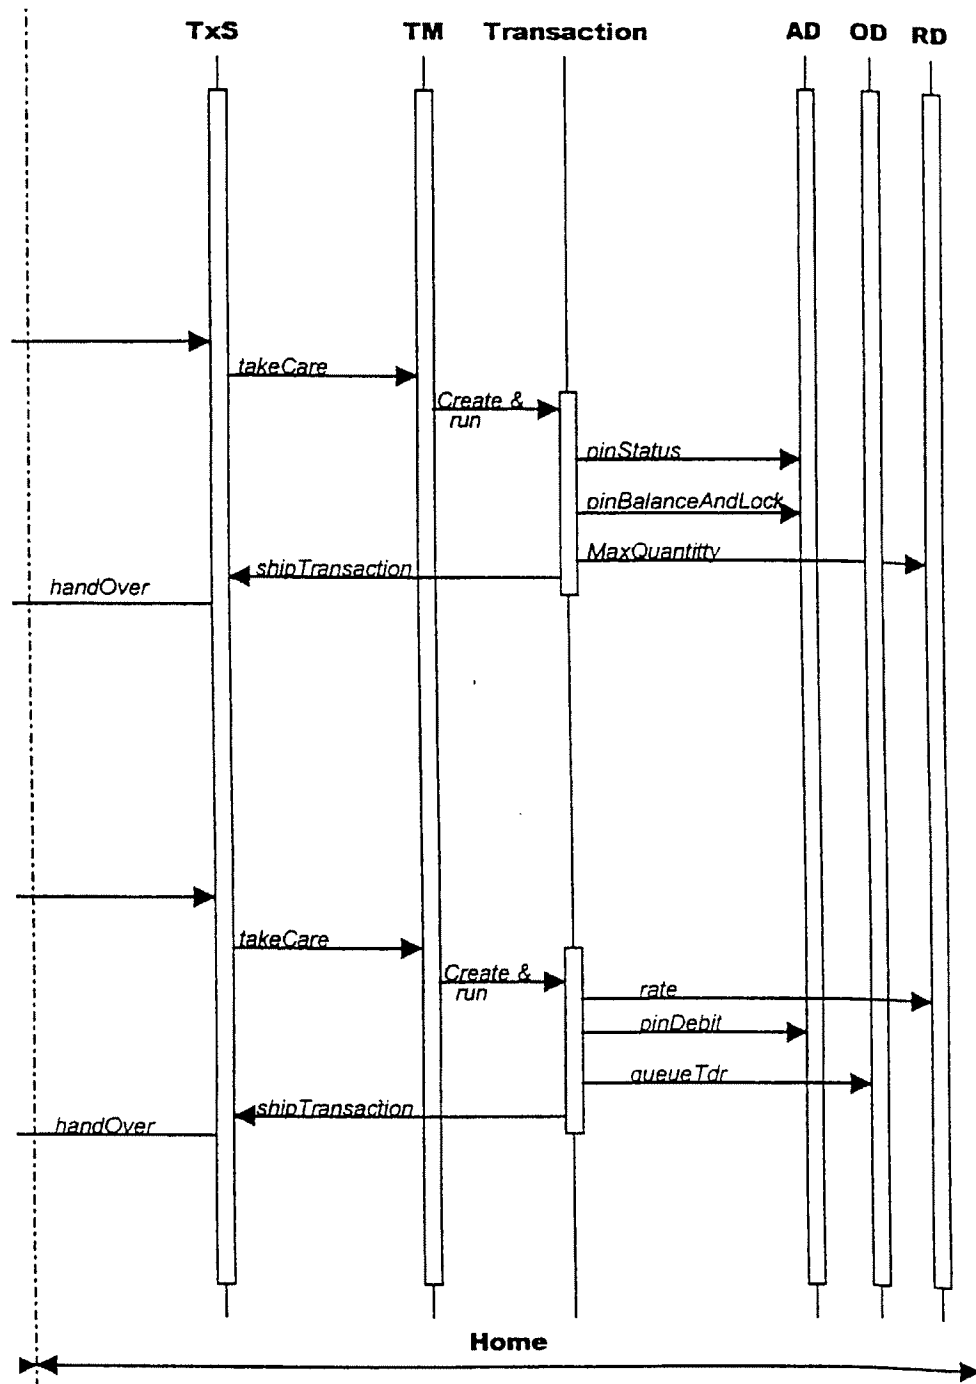 TxS TM Transaction AD OD RD
takeCare
Create &
run
pinStatus
pinBalanceAndLock
MaxQuantitty
shipTransaction
handOver
takeCare
Create &
run
rate
pinDebit
queueTdr
shipTransaction
handOver
Home